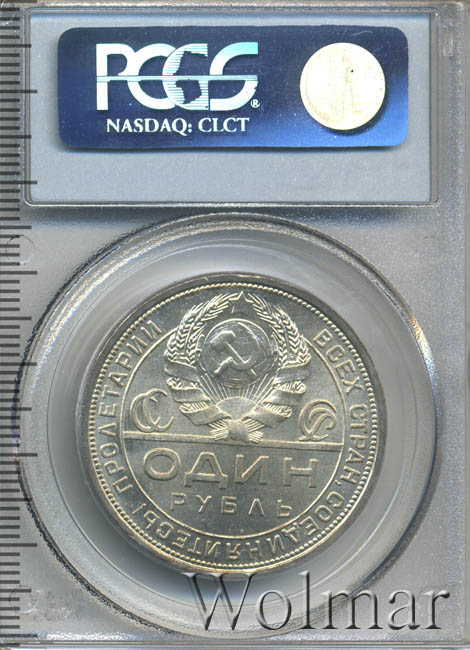 PCGS®
NASDAQ: CLCT
ПРОЛЕТАРИИ ВСЕХ СТРАН, СОЕДИНЯЙТЕСЬ!
СС СР
ОДИН
РУБЛЬ
Wolmar